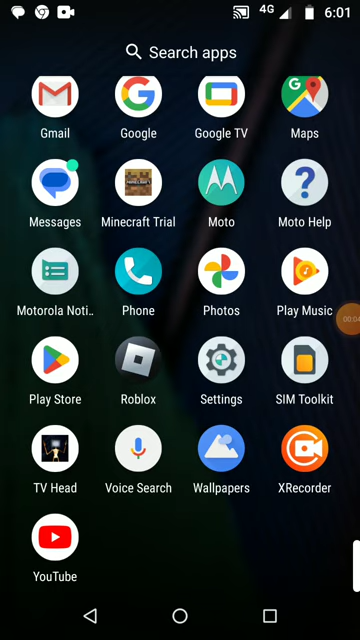 4G 6:01
Search apps
Gmail Google Google TV Maps
Messages Minecraft Trial Moto Moto Help
Motorola Noti.. Phone Photos Play Music
Play Store Roblox Settings SIM Toolkit
TV Head Voice Search Wallpapers XRecorder
YouTube